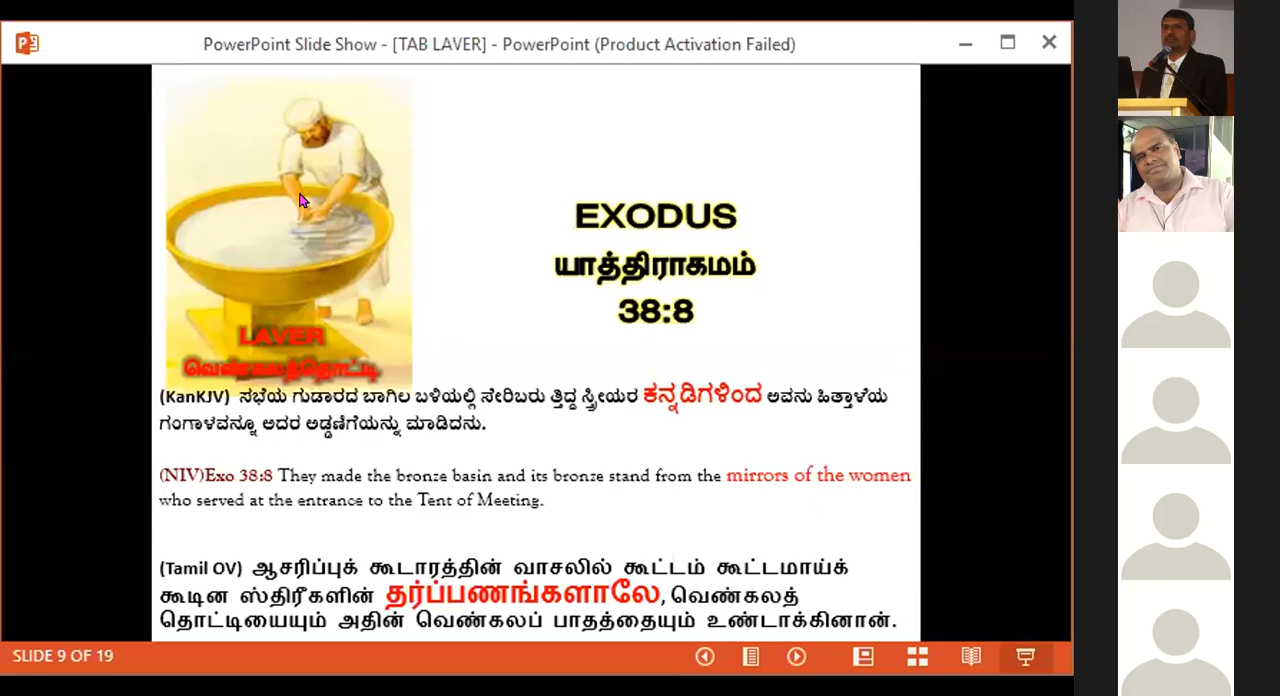 PowerPoint Slide Show - [TAB LAVER] - PowerPoint (Product Activation Failed)
EXODUS
யாத்திராகமம்
38:8
LAVER
வெண்கலத்தொட்டி
(KanKJV) ಸಭೆಯ ಗುಡಾರದ ಬಾಗಿಲ ಬಳಿಯಲ್ಲಿ ಸೇರಿಬರು ತ್ತಿದ್ದ ಸ್ತ್ರೀಯರ ಕನ್ನಡಿಗಳಿಂದ ಅವನು ಹಿತ್ತಾಳೆಯ
ಗಂಗಾಳವನ್ನೂ ಅದರ ಅಡ್ಡಣಿಗೆಯನ್ನು ಮಾಡಿದನು.
(NIV)Exo 38:8 They made the bronze basin and its bronze stand from the mirrors of the women
who served at the entrance to the Tent of Meeting.
(Tamil OV) ஆசரிப்புக் கூடாரத்தின் வாசலில் கூட்டம் கூட்டமாய்க்
கூடின ஸ்திரீகளின் தர்ப்பணங்களாலே, வெண்கலத்
தொட்டியையும் அதின் வெண்கலப் பாதத்தையும் உண்டாக்கினான்.
SLIDE 9 OF 19